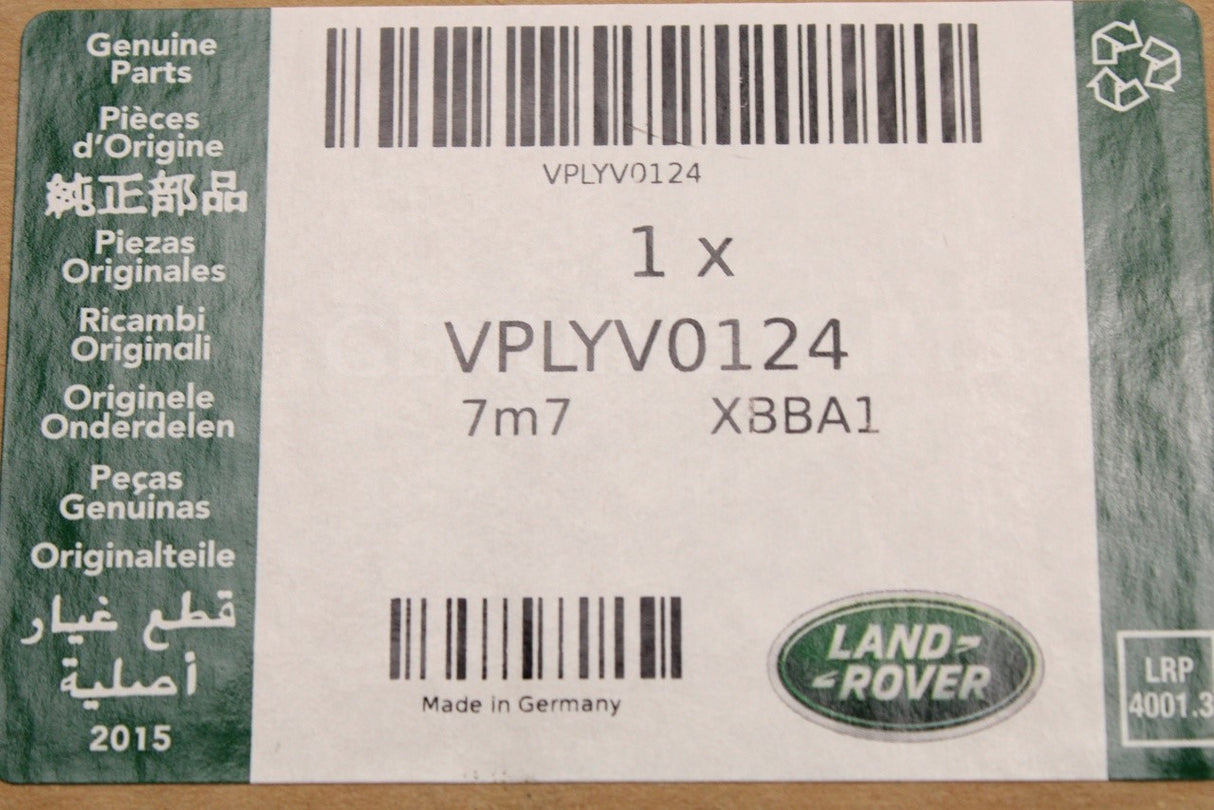 Genuine
Parts
Pièces
d'Origine
純正部品
Piezas
Originales
Ricambi
Originali
Originele
Onderdelen
Peças
Genuinas
Originalteile
قطع غيار
أصلية
2015
VPLYV0124
1 x
VPLYV0124
7m7 XBBA1
Made in Germany
LAND
ROVER
LRP
4001.3